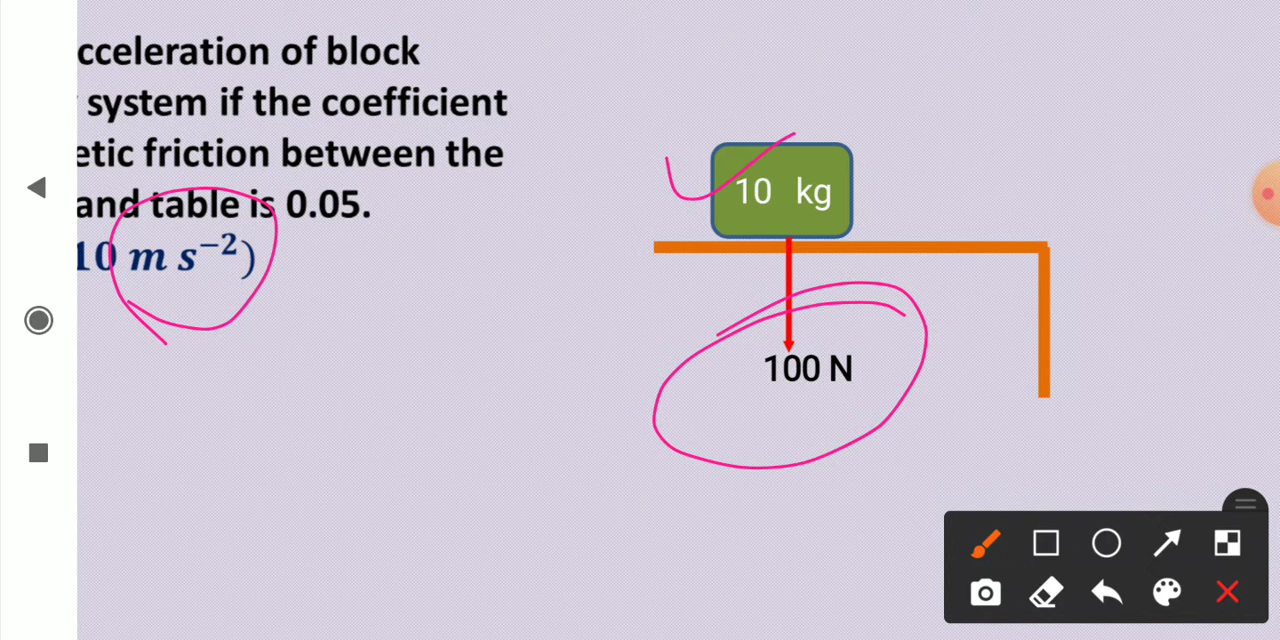 cceleration of block
system if the coefficient
etic friction between the
and table is 0.05.
10 m s⁻²)
10 kg
100 N